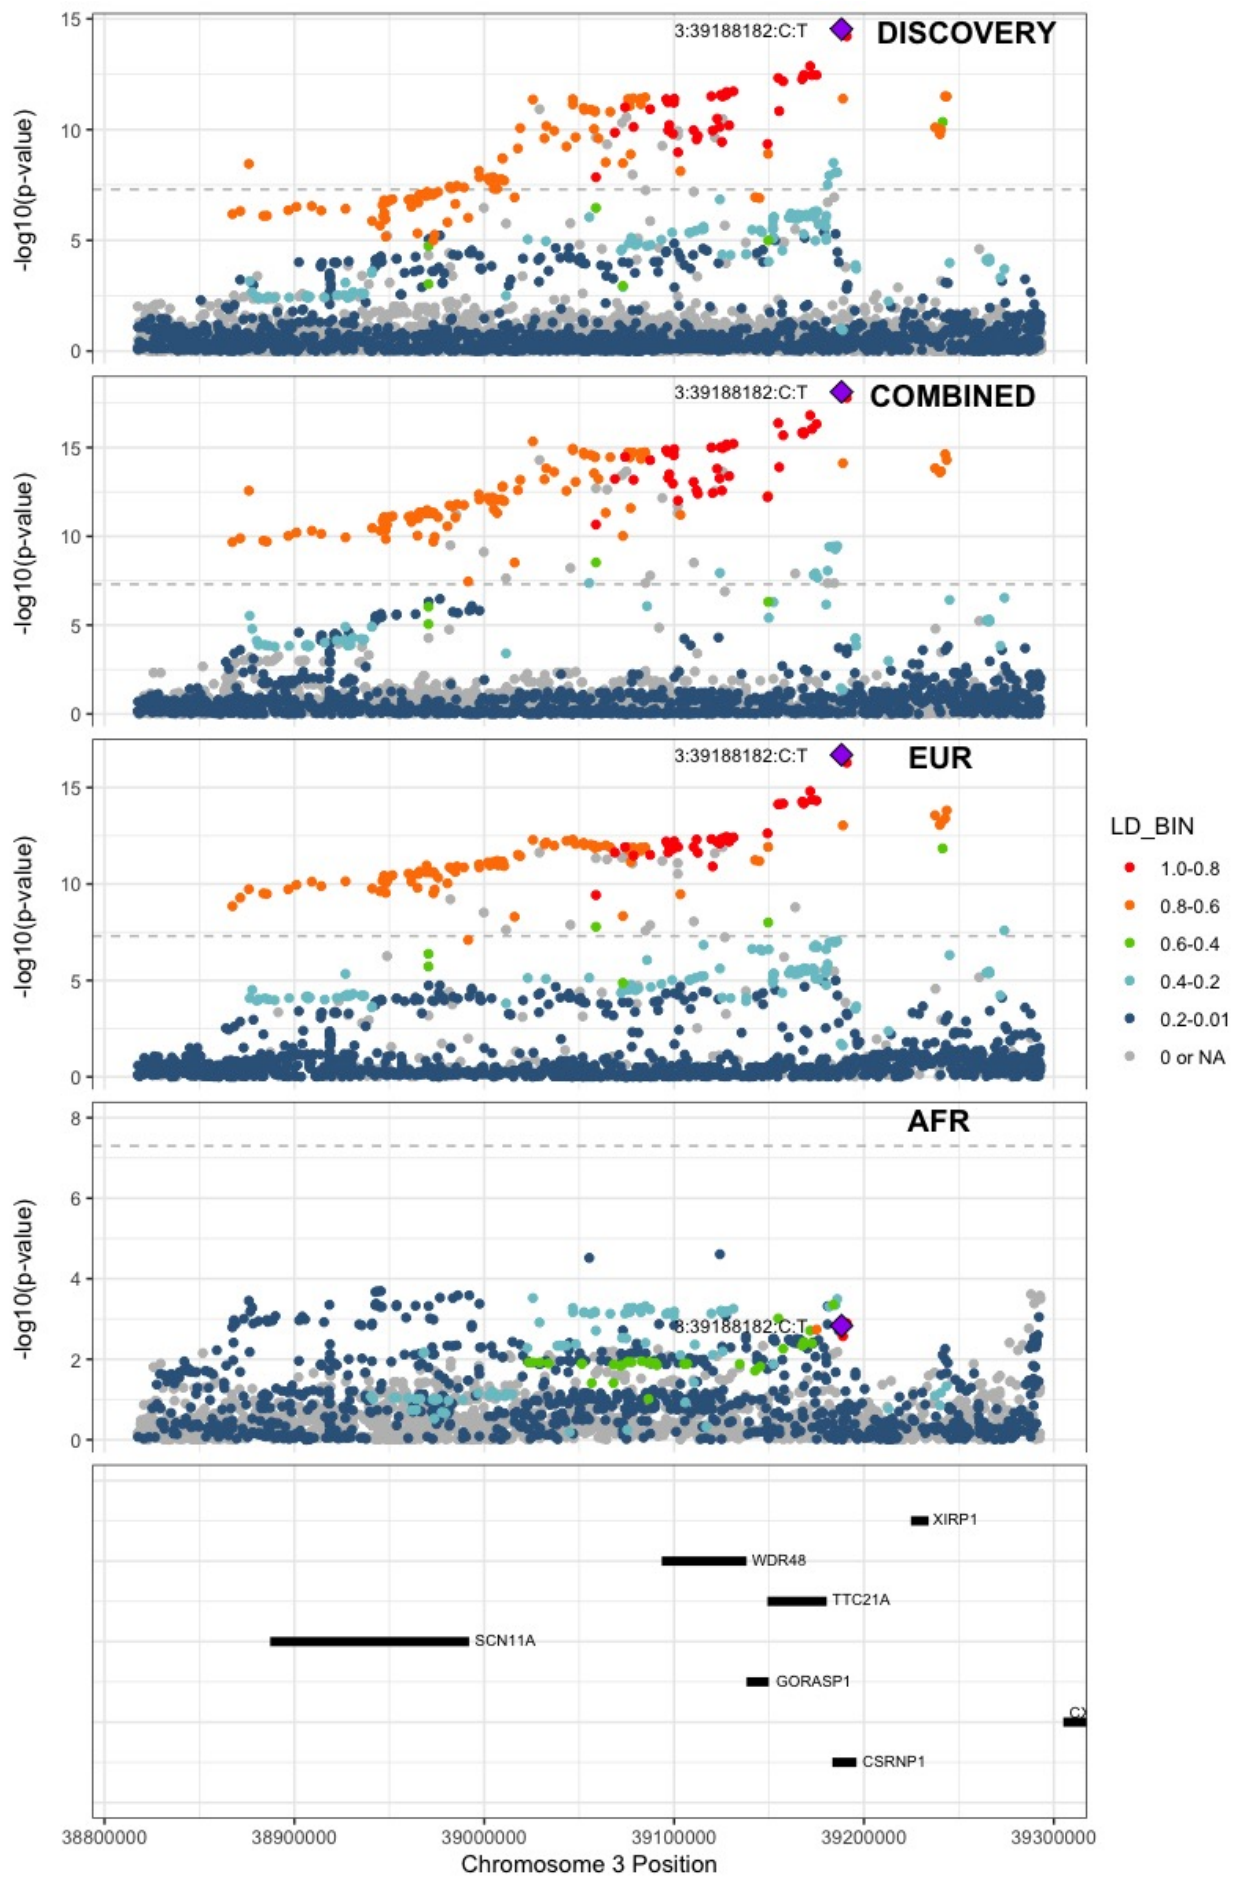 3:39188182:C:T DISCOVERY
15
10
5
0
-log10(p-value)
3:39188182:C:T COMBINED
15
10
5
0
-log10(p-value)
3:39188182:C:T EUR
15
10
5
0
-log10(p-value)
LD_BIN
1.0-0.8
0.8-0.6
0.6-0.4
0.4-0.2
0.2-0.01
0 or NA
AFR
8
6
4
2
0
-log10(p-value)
3:39188182:C:T
XIRP1
WDR48
TTC21A
SCN11A
GORASP1
CX
CSRNP1
38800000 38900000 39000000 39100000 39200000 39300000
Chromosome 3 Position